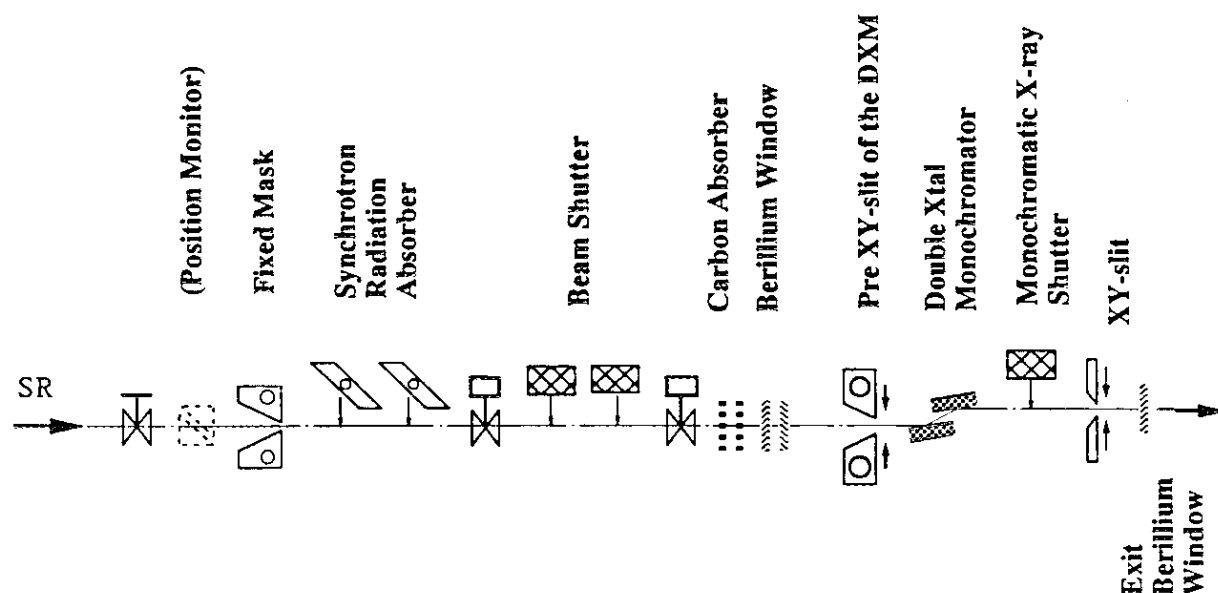 SR
(Position Monitor)
Fixed Mask
Synchrotron
Radiation
Absorber
Beam Shutter
Carbon Absorber
Berillium Window
Pre XY-slit of the DXM
Double Xtal
Monochromator
Monochromatic X-ray
Shutter
XY-slit
Exit
Berillium
Window